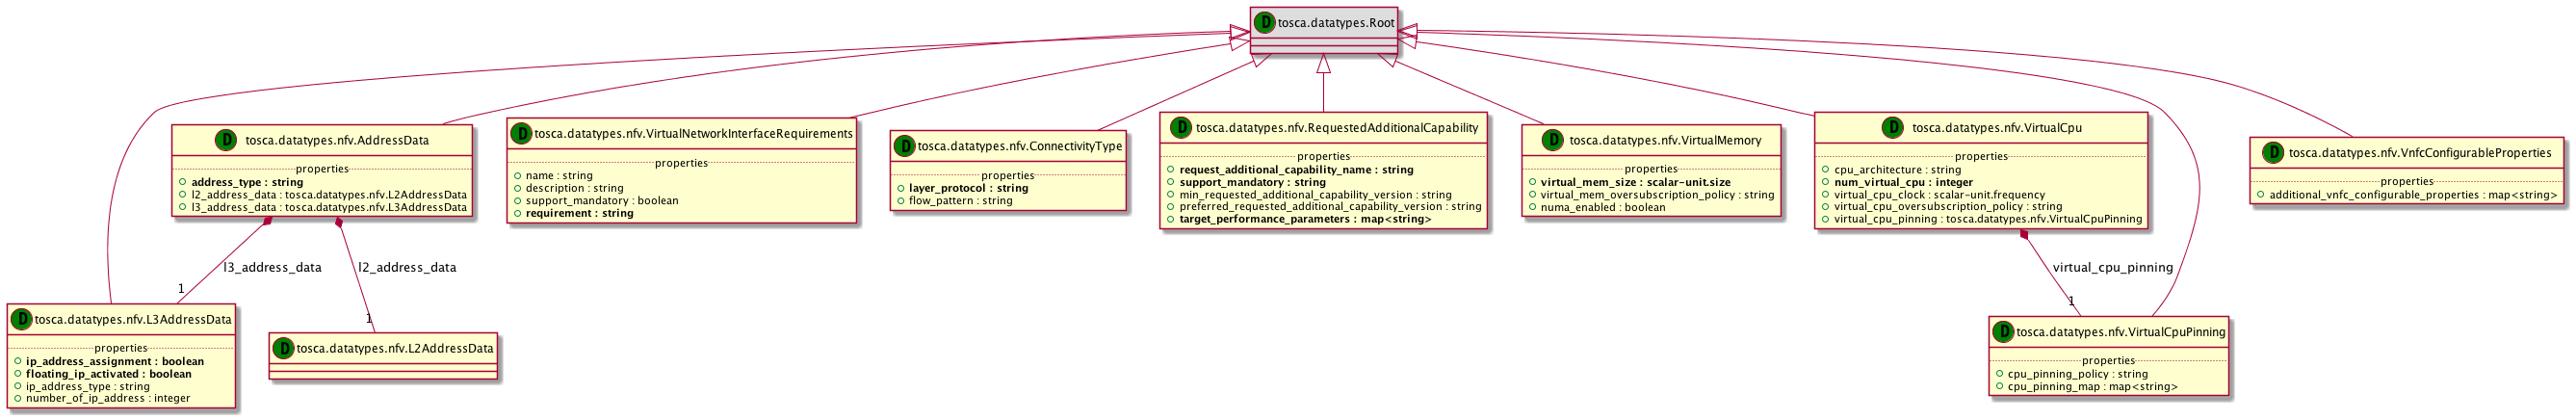 D tosca.datatypes.Root
D tosca.datatypes.nfv.AddressData
properties
address_type : string
l2_address_data : tosca.datatypes.nfv.L2AddressData
l3_address_data : tosca.datatypes.nfv.L3AddressData
D tosca.datatypes.nfv.VirtualNetworkInterfaceRequirements
properties
name : string
description : string
support_mandatory : boolean
requirement : string
D tosca.datatypes.nfv.ConnectivityType
properties
layer_protocol : string
flow_pattern : string
D tosca.datatypes.nfv.RequestedAdditionalCapability
properties
request_additional_capability_name : string
support_mandatory : string
min_requested_additional_capability_version : string
preferred_requested_additional_capability_version : string
target_performance_parameters : map<string>
D tosca.datatypes.nfv.VirtualMemory
properties
virtual_mem_size : scalar-unit.size
virtual_mem_oversubscription_policy : string
numa_enabled : boolean
D tosca.datatypes.nfv.VirtualCpu
properties
cpu_architecture : string
num_virtual_cpu : integer
virtual_cpu_clock : scalar-unit.frequency
virtual_cpu_oversubscription_policy : string
virtual_cpu_pinning : tosca.datatypes.nfv.VirtualCpuPinning
D tosca.datatypes.nfv.VnfcConfigurableProperties
properties
additional_vnfc_configurable_properties : map<string>
l3_address_data
1
l2_address_data
1
virtual_cpu_pinning
1
D tosca.datatypes.nfv.L3AddressData
properties
ip_address_assignment : boolean
floating_ip_activated : boolean
ip_address_type : string
number_of_ip_address : integer
D tosca.datatypes.nfv.L2AddressData
D tosca.datatypes.nfv.VirtualCpuPinning
properties
cpu_pinning_policy : string
cpu_pinning_map : map<string>